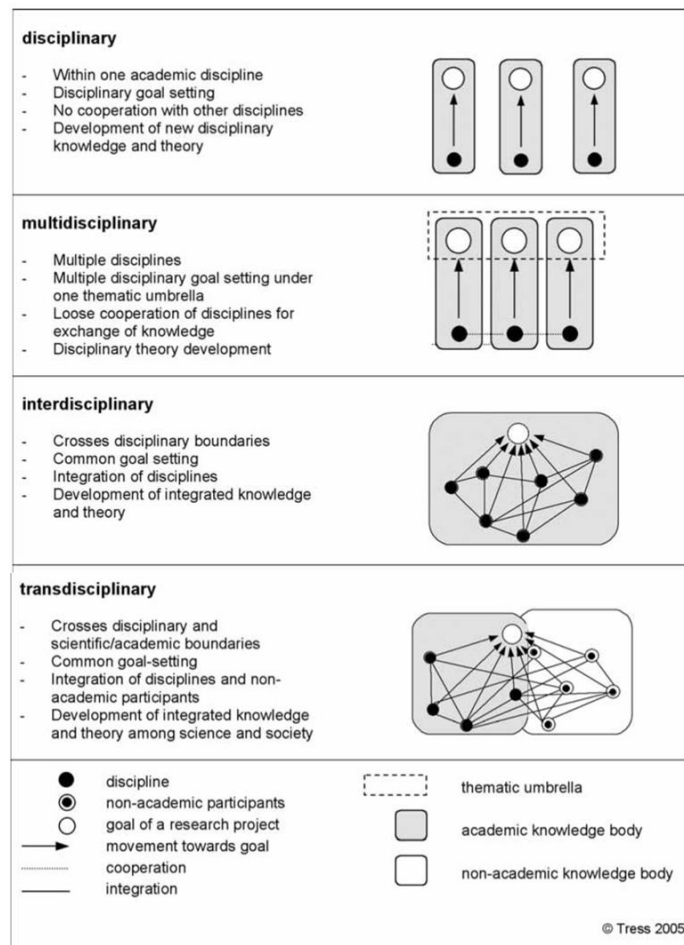 disciplinary
- Within one academic discipline
- Disciplinary goal setting
- No cooperation with other disciplines
- Development of new disciplinary
knowledge and theory
multidisciplinary
- Multiple disciplines
- Multiple disciplinary goal setting under
one thematic umbrella
- Loose cooperation of disciplines for
exchange of knowledge
- Disciplinary theory development
interdisciplinary
- Crosses disciplinary boundaries
- Common goal setting
- Integration of disciplines
- Development of integrated knowledge
and theory
transdisciplinary
- Crosses disciplinary and
scientific/academic boundaries
- Common goal-setting
- Integration of disciplines and non-
academic participants
- Development of integrated knowledge
and theory among science and society
discipline
non-academic participants
goal of a research project
movement towards goal
cooperation
integration
thematic umbrella
academic knowledge body
non-academic knowledge body
© Tress 2005